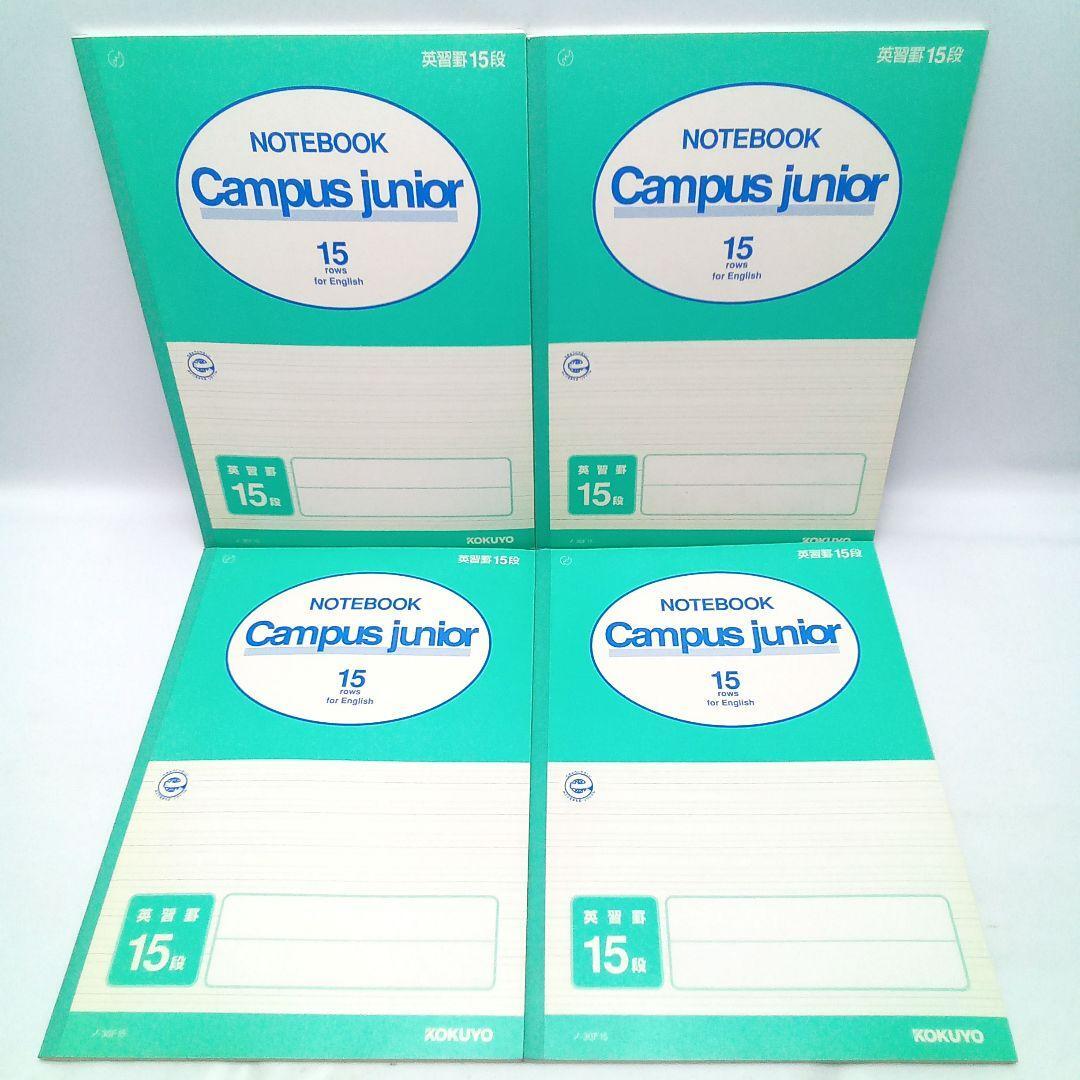 英習罫15段
NOTEBOOK
Campus junior
15
rows
for English
英習罫
15段
KOKUYO
英習罫15段
NOTEBOOK
Campus junior
15
rows
for English
英習罫
15段
KOKUYO
英習罫15段
NOTEBOOK
Campus junior
15
rows
for English
英習罫
15段
ノ-30F15
KOKUYO
英習罫15段
NOTEBOOK
Campus junior
15
rows
for English
英習罫
15段
ノ-30F15
KOKUYO